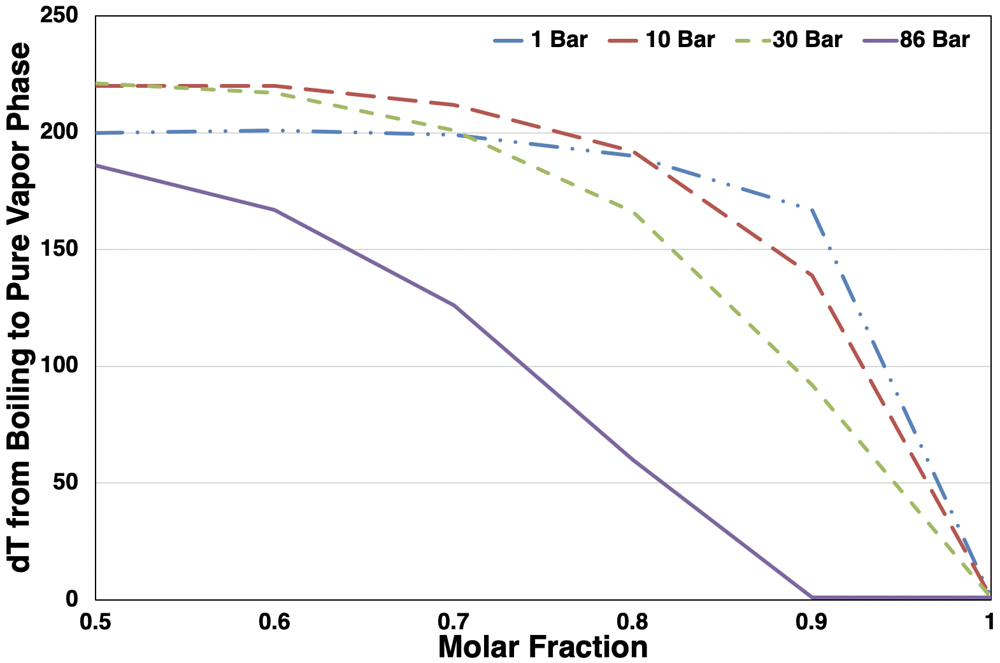 dT from Boiling to Pure Vapor Phase
250
200
150
100
50
0
1 Bar
10 Bar
30 Bar
86 Bar
0.5
0.6
0.7
0.8
0.9
1
Molar Fraction